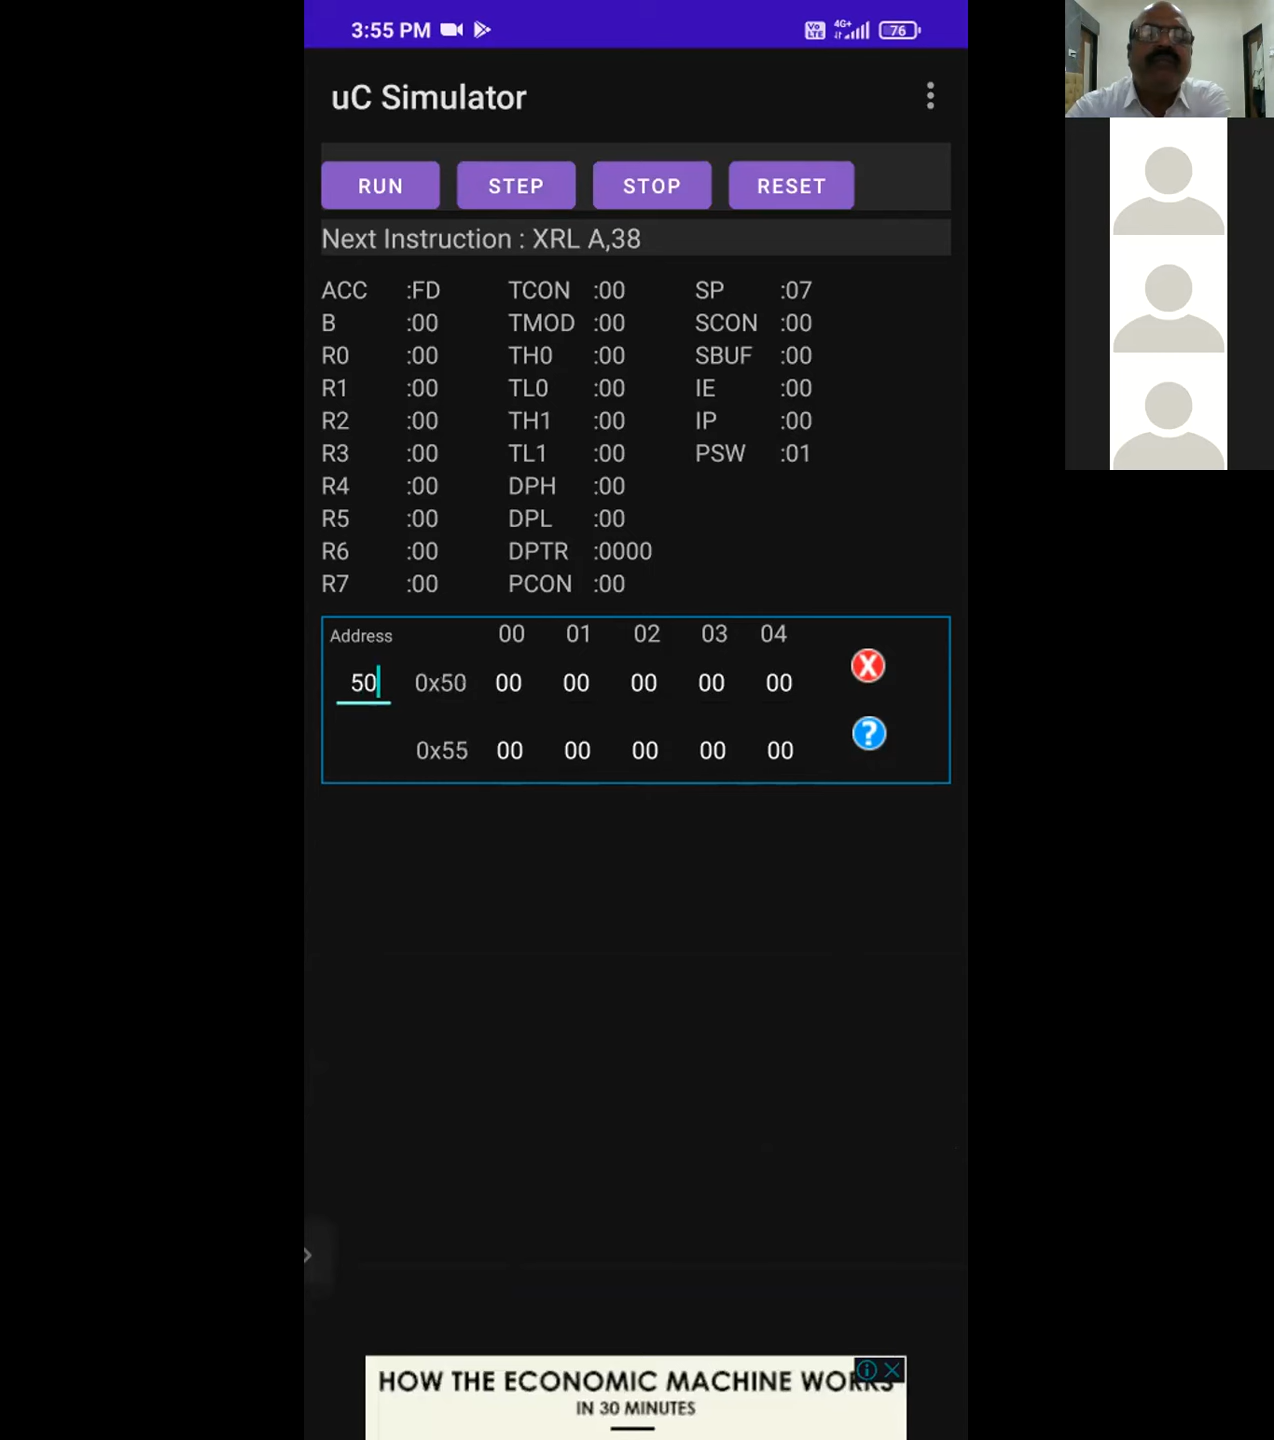 3:55 PM
Vo LTE 4G+ 76
uC Simulator
RUN STEP STOP RESET
Next Instruction : XRL A,38
ACC :FD TCON :00 SP :07
B :00 TMOD :00 SCON :00
R0 :00 TH0 :00 SBUF :00
R1 :00 TL0 :00 IE :00
R2 :00 TH1 :00 IP :00
R3 :00 TL1 :00 PSW :01
R4 :00 DPH :00
R5 :00 DPL :00
R6 :00 DPTR :0000
R7 :00 PCON :00
Address 00 01 02 03 04
50 0x50 00 00 00 00 00
X
?
0x55 00 00 00 00 00
HOW THE ECONOMIC MACHINE WORKS
IN 30 MINUTES